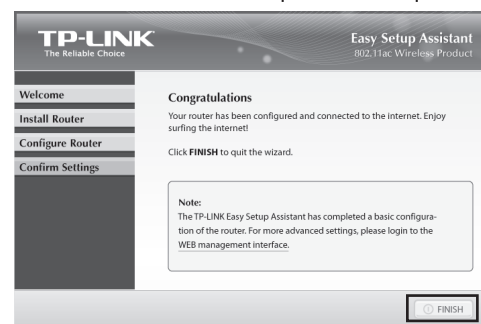 TP-LINK
The Reliable Choice
Easy Setup Assistant
802.11ac Wireless Product
Welcome
Install Router
Configure Router
Confirm Settings
Congratulations
Your router has been configured and connected to the internet. Enjoy
surfing the internet!
Click FINISH to quit the wizard.
Note:
The TP-LINK Easy Setup Assistant has completed a basic configura-
tion of the router. For more advanced settings, please login to the
WEB management interface.
FINISH